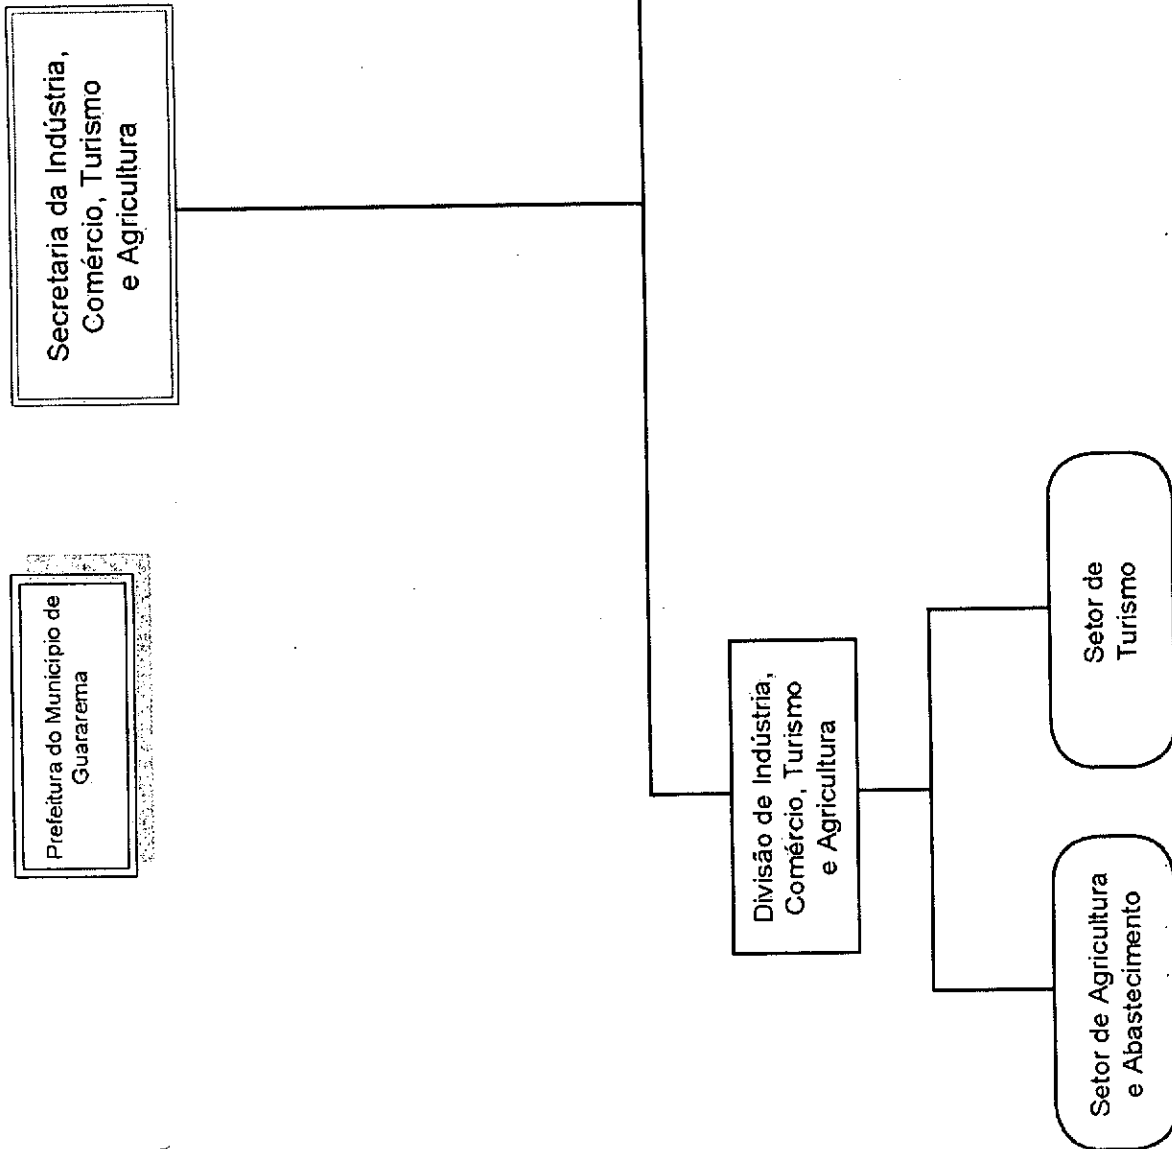 Prefeitura do Município de
Guararema
Secretaria da Indústria,
Comércio, Turismo
e Agricultura
Divisão de Indústria,
Comércio, Turismo
e Agricultura
Setor de Agricultura
e Abastecimento
Setor de
Turismo